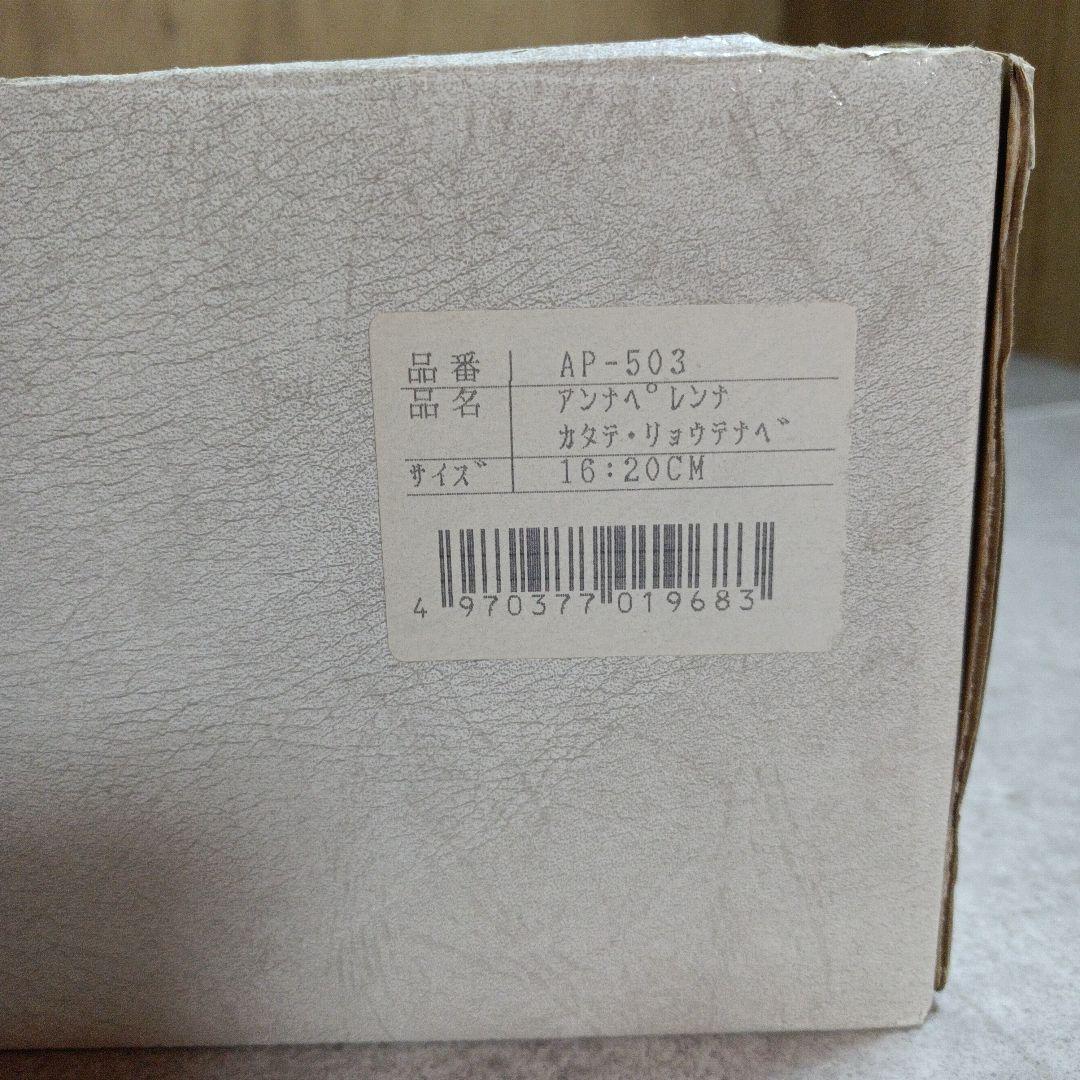 品番 AP-503
品名 アンナペレンナ
カタテ・リョウテナベ
サイズ 16:20CM
4 970377 019683